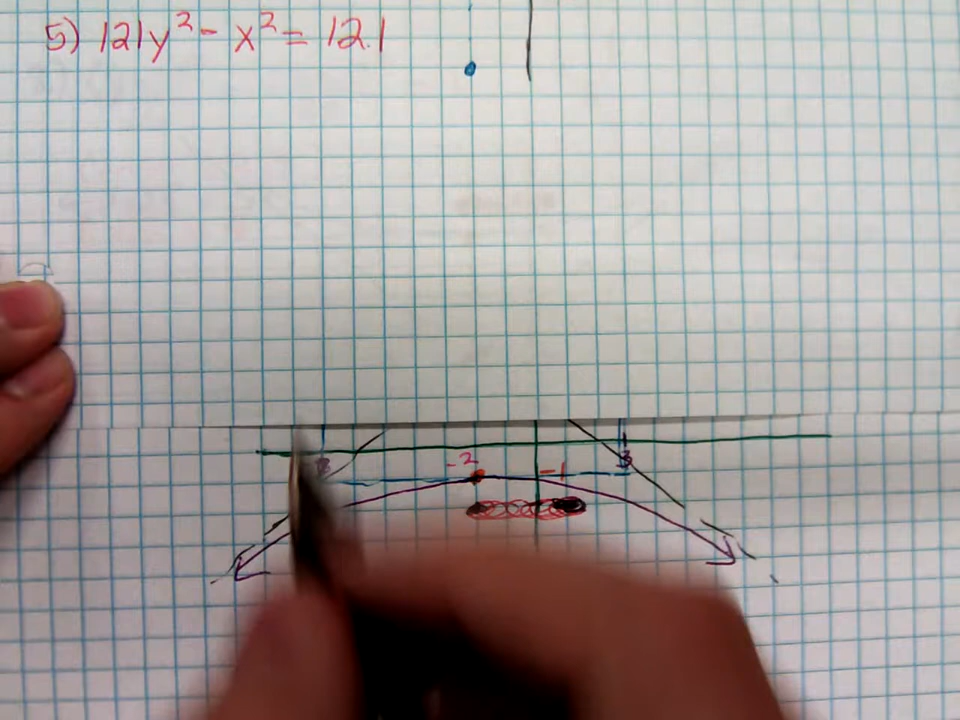 5) 121y² - x² = 121
-2
-1
3